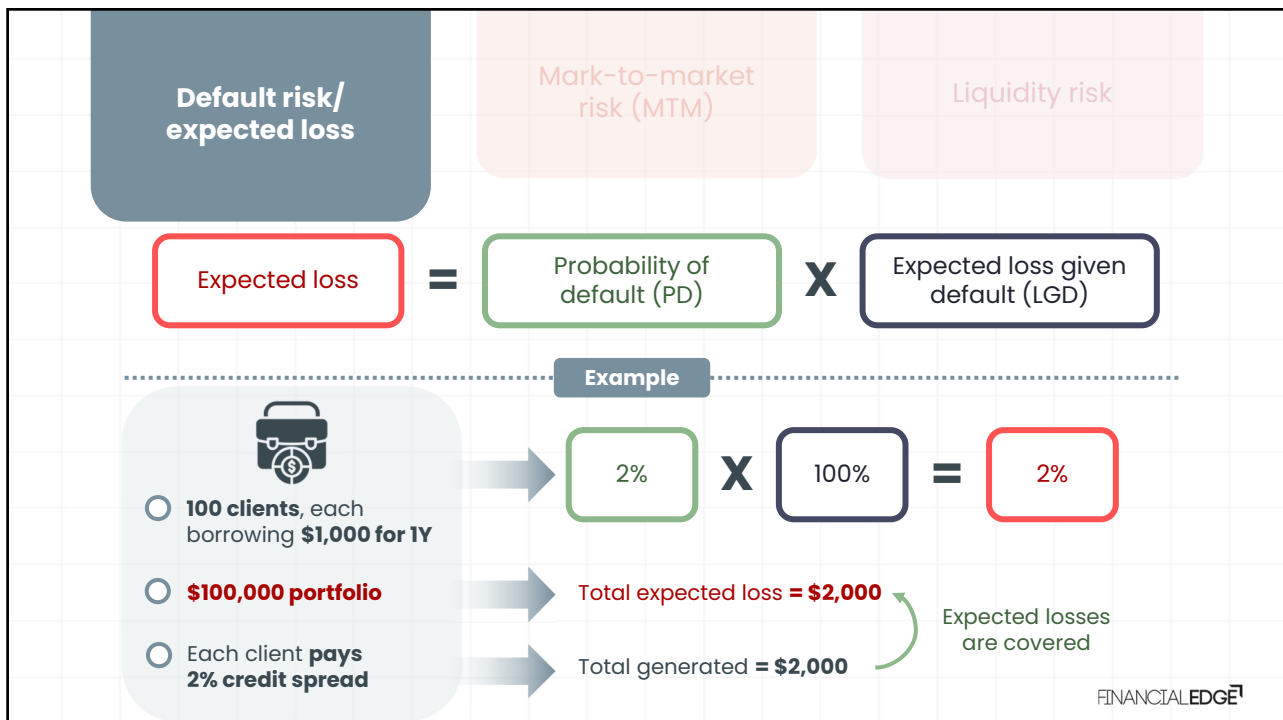 Default risk/
expected loss
Mark-to-market
risk (MTM)
Liquidity risk
Expected loss
=
Probability of
default (PD)
X
Expected loss given
default (LGD)
Example
$
100 clients, each
borrowing $1,000 for 1Y
2%
X
100%
=
2%
$100,000 portfolio
Total expected loss = $2,000
Each client pays
2% credit spread
Total generated = $2,000
Expected losses
are covered
FINANCIALEDGE